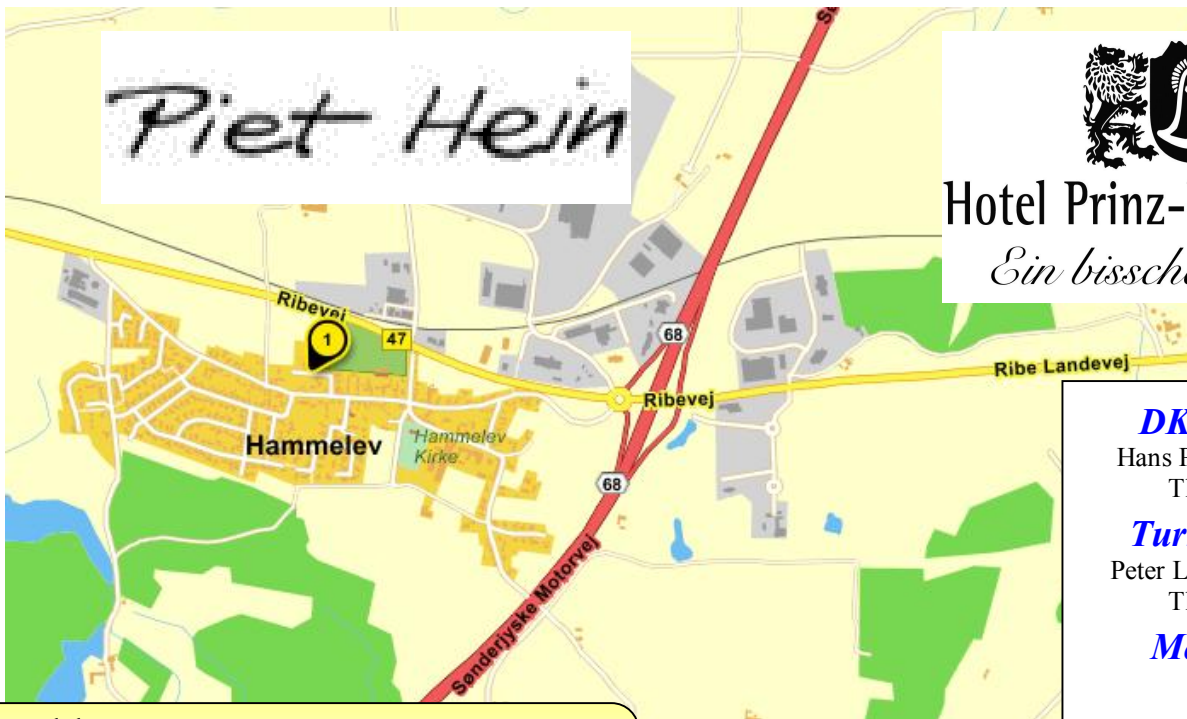 Piet Hein
Hotel Prinz-
Ein bissch
Ribevej
1
47
68
Ribe Landevej
Ribevej
Hammelev
Hammelev
Kirke
68
Sønderjyske Motorvej
DK
Hans
Tur
Peter L
M